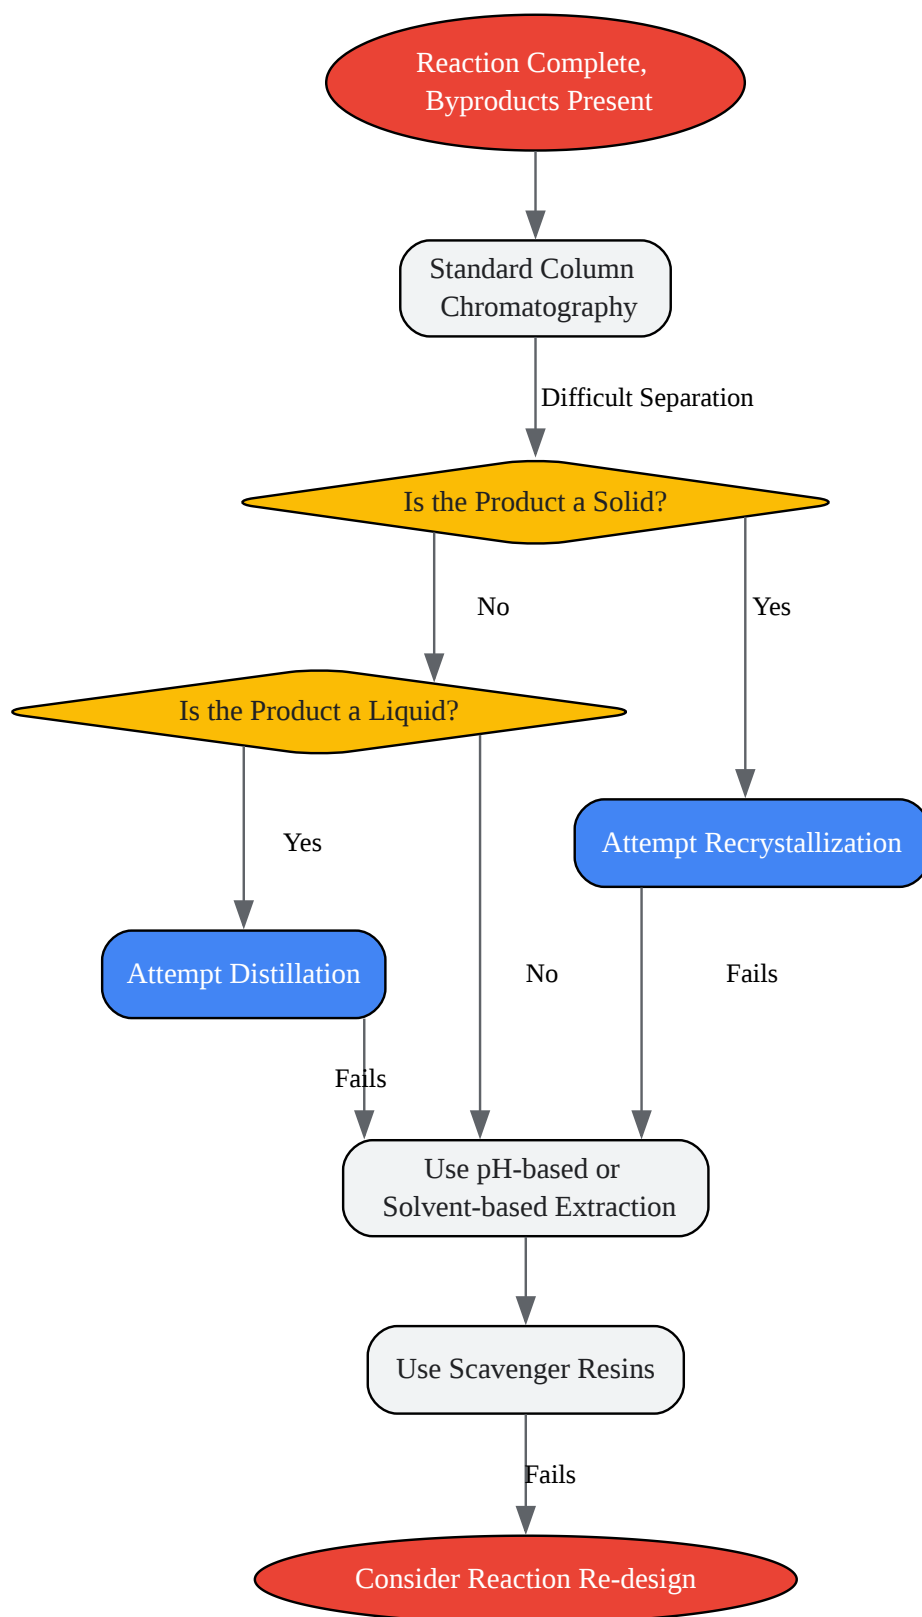 Reaction Complete,
Byproducts Present
Standard Column
Chromatography
Difficult Separation
Is the Product a Solid?
No
Yes
Is the Product a Liquid?
Yes
Attempt Recrystallization
Attempt Distillation
No
Fails
Fails
Use pH-based or
Solvent-based Extraction
Use Scavenger Resins
Fails
Consider Reaction Re-design